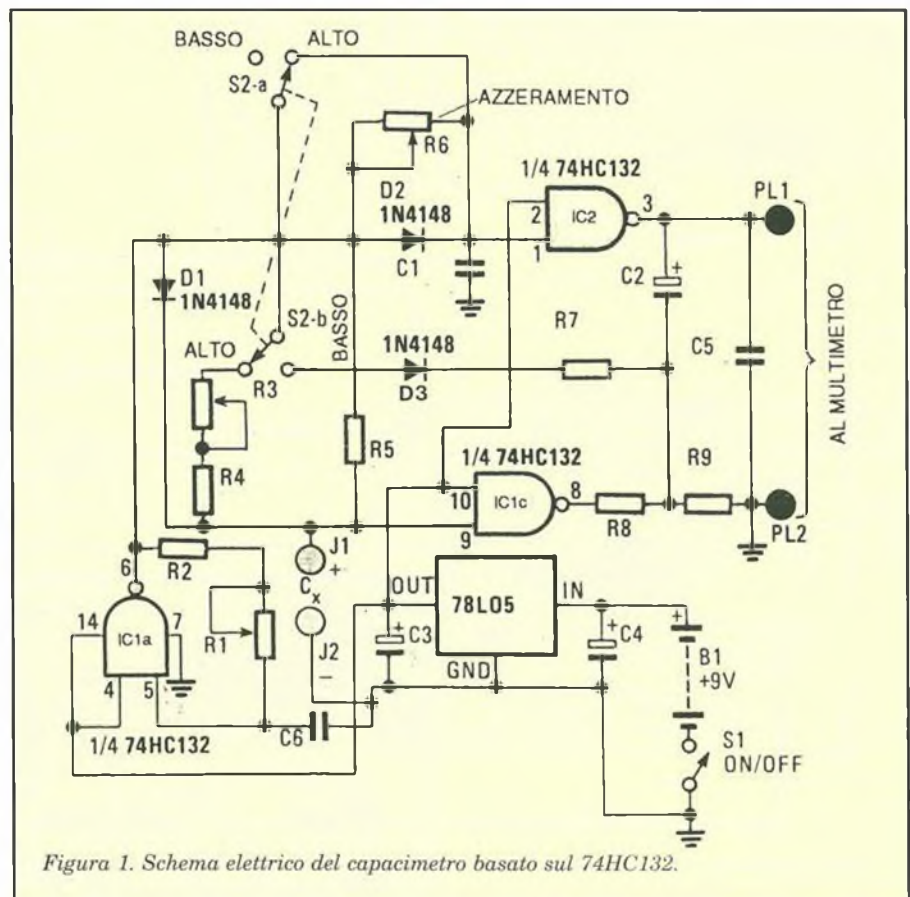 BASSO
ALTO
S2-a
AZZERAMENTO
R6
1/4 74HC132
D2
1N4148
2
IC2
3
PL1
1
C1
D1
1N4148
C2
+
S2-b
BASSO
R7
C5
ALTO
1N4148
R3
D3
AL MULTIMETRO
R5
R4
1/4 74HC132
R9
10
IC1c
8
9
R8
PL2
J1
+
6
R2
Cx
OUT
78L05
IN
14
IC1a
7
R1
J2
−
+
C3
+
C4
+
GND
B1
+9V
4
5
C6
S1
ON/OFF
1/4 74HC132
Figura 1. Schema elettrico del capacimetro basato sul 74HC132.